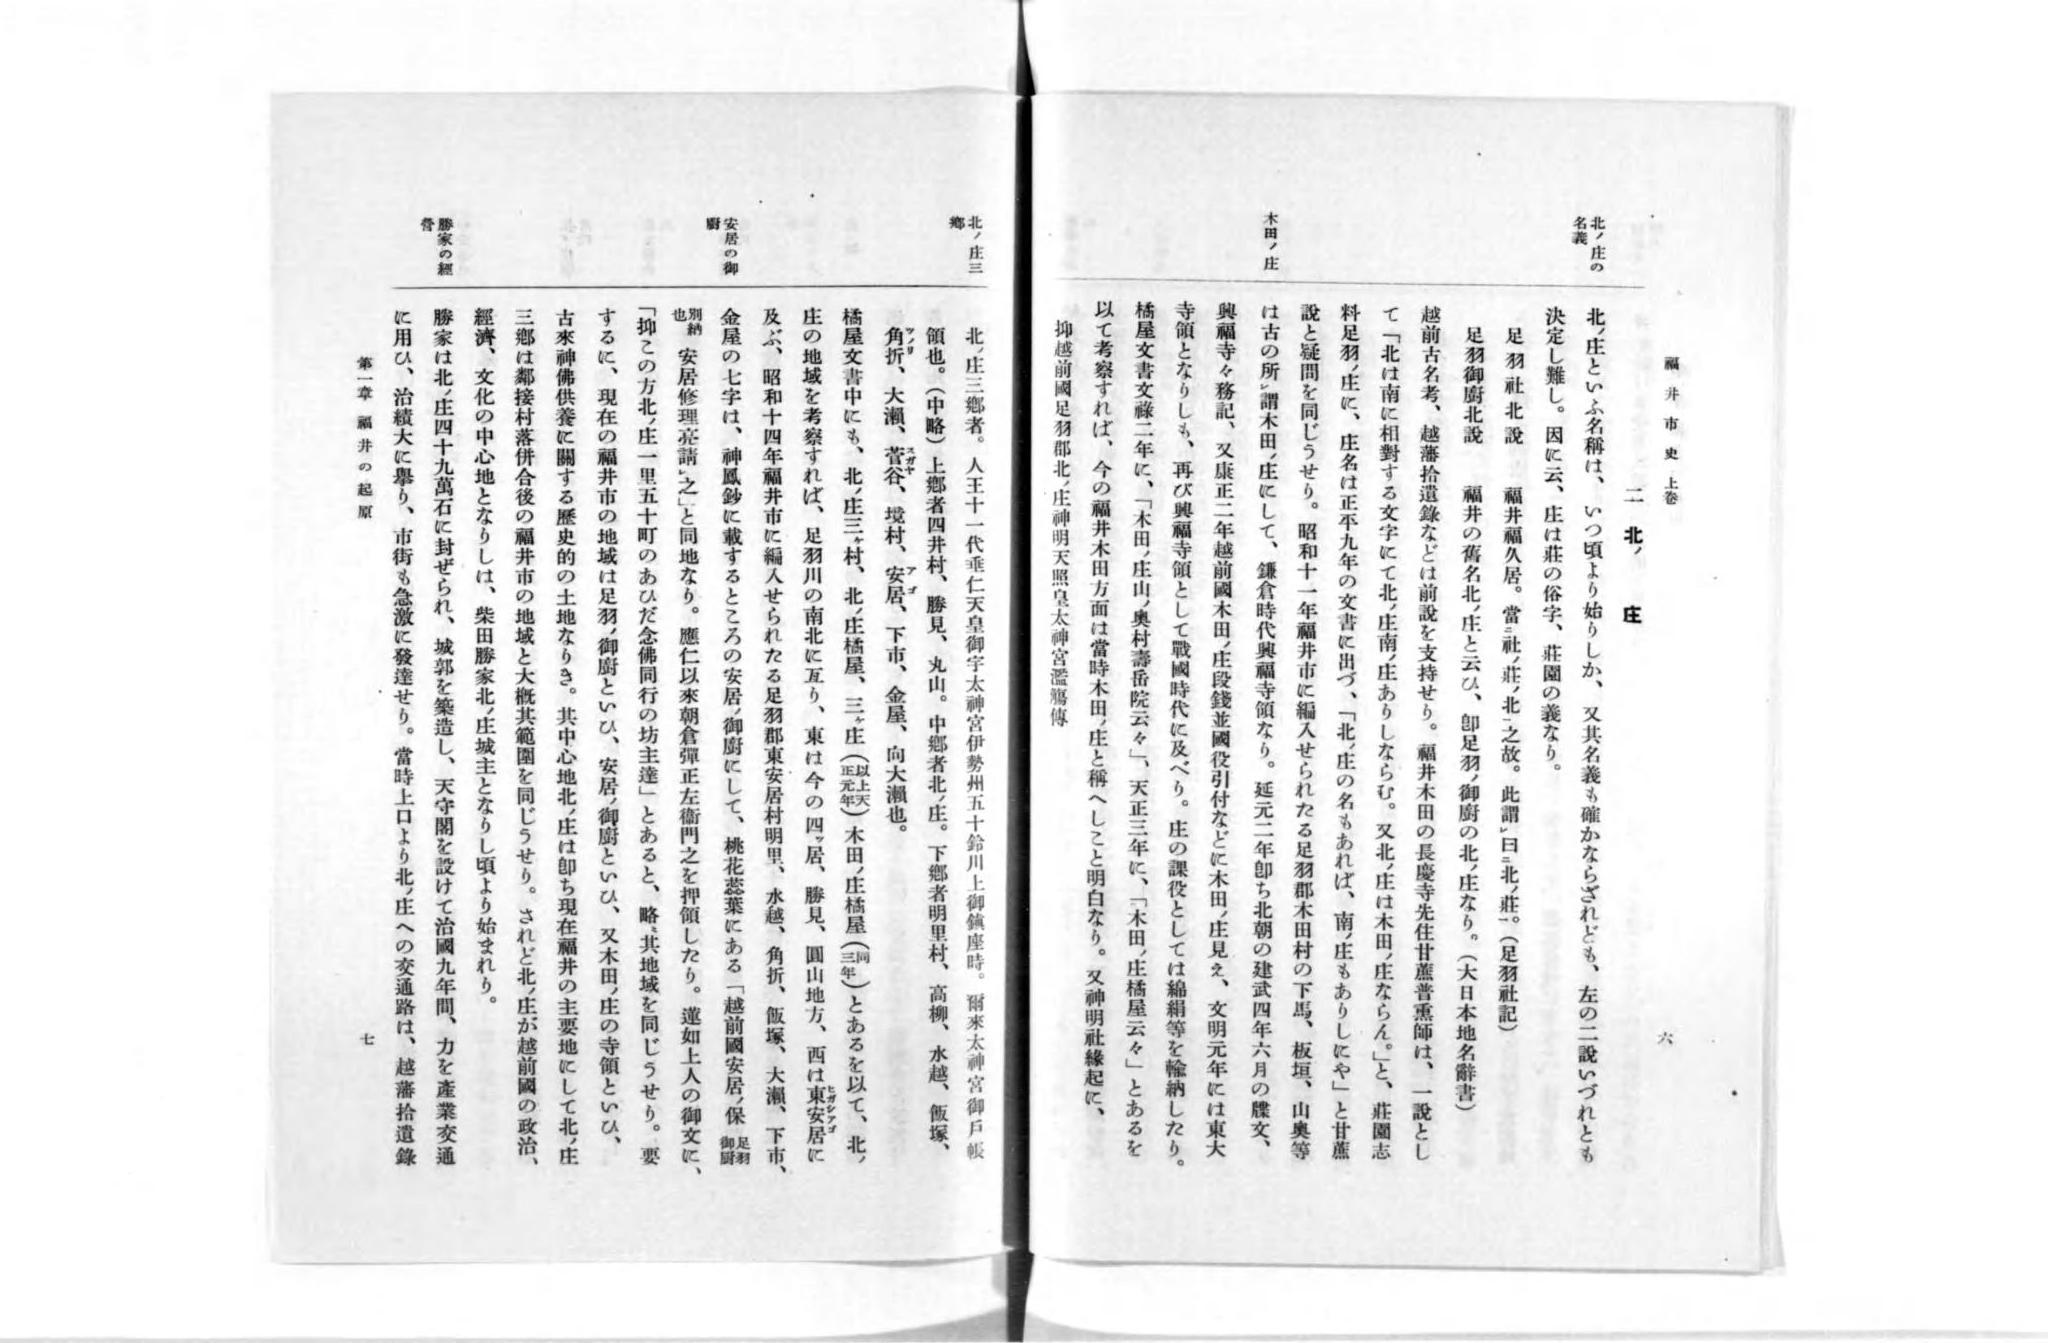 福井市史 上卷
六
二 北ノ庄
北ノ庄の
名義
北ノ庄といふ名稱は、いつ頃より始りしか、又其名義も確かならざれども、左の二說いづれとも
決定し難し。因に云、庄は莊の俗字、莊園の義なり。
足羽社北說 福井福久居。當ニ社ノ莊ノ北一之故。此謂レ曰ニ北ノ莊一。(足羽社記)
足羽御廚北說 福井の舊名北ノ庄と云ひ、卽足羽ノ御廚の北ノ庄なり。(大日本地名辭書)
越前古名考、越藩拾遺錄などは前說を支持せり。福井木田の長慶寺先住甘蔗普熏師は、一說とし
て「北は南に相對する文字にて北ノ庄南ノ庄ありしならむ。又北ノ庄は木田ノ庄ならん。」と、莊園志
料足羽ノ庄に、庄名は正平九年の文書に出づ、「北ノ庄の名もあれば、南ノ庄もありしにや」と甘蔗
說と疑問を同じうせり。昭和十一年福井市に編入せられたる足羽郡木田村の下馬、板垣、山奧等
木田ノ庄
は古の所レ謂木田ノ庄にして、鎌倉時代興福寺領なり。延元二年卽ち北朝の建武四年六月の牒文、
興福寺々務記、又康正二年越前國木田ノ庄段錢並國役引付などに木田ノ庄見え、文明元年には東大
寺領となりしも、再び興福寺領として戰國時代に及べり。庄の課役としては綿絹等を輸納したり。
橘屋文書文祿二年に、「木田ノ庄山ノ奧村壽岳院云々」、天正三年に、「木田ノ庄橘屋云々」とあるを
以て考察すれば、今の福井木田方面は當時木田ノ庄と稱へしこと明白なり。又神明社緣起に、
抑越前國足羽郡北ノ庄神明天照皇太神宮濫觴傳
北ノ庄三
鄕
北ノ庄三鄕者。人王十一代垂仁天皇御宇太神宮伊勢州五十鈴川上御鎭座時。爾來太神宮御戶帳
領也。(中略)上鄕者四井村、勝見、丸山。中鄕者北ノ庄。下鄕者明里村、高柳、水越、飯塚、
角折、大瀨、菅谷、境村、安居、下市、金屋、向大瀨也。
橘屋文書中にも、北ノ庄三ヶ村、北ノ庄橘屋、三ヶ庄(以上天正元年)木田ノ庄橘屋(同三年)とあるを以て、北ノ
庄の地域を考察すれば、足羽川の南北に亙り、東は今の四ッ居、勝見、圓山地方、西は東安居に
及ぶ、昭和十四年福井市に編入せられたる足羽郡東安居村明里、水越、角折、飯塚、大瀨、下市、
安居の御
廚
金屋の七字は、神鳳鈔に載するところの安居ノ御廚にして、桃花蕊葉にある「越前國安居ノ保 足羽御廚
別納也 安居修理亮請レ之」と同地なり。應仁以來朝倉彈正左衞門之を押領したり。蓮如上人の御文に、
「抑この方北ノ庄一里五十町のあひだ念佛同行の坊主達」とあると、略〻其地域を同じうせり。要
するに、現在の福井市の地域は足羽ノ御廚といひ、安居ノ御廚といひ、又木田ノ庄の寺領といひ、
古來神佛供養に關する歷史的の土地なりき。其中心地北ノ庄は卽ち現在福井の主要地にして北ノ庄
三鄕は鄰接村落併合後の福井市の地域と大槪其範圍を同じうせり。されど北ノ庄が越前國の政治、
經濟、文化の中心地となりしは、柴田勝家北ノ庄城主となりし頃より始まれり。
勝家の經
營
勝家は北ノ庄四十九萬石に封ぜられ、城郭を築造し、天守閣を設けて治國九年間、力を產業交通
に用ひ、治績大に擧り、市街も急激に發達せり。當時上口より北ノ庄への交通路は、越藩拾遺錄
第一章 福井の起原
七